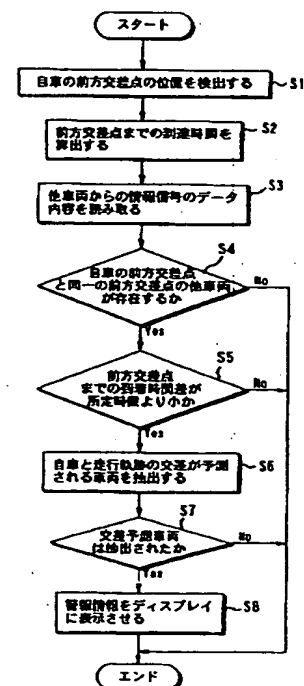 スタート
自車の前方交差点の位置を検出する
S1
前方交差点までの到達時間を
算出する
S2
他車両からの情報信号のデータ
内容を読み取る
S3
自車の前方交差点
と同一の前方交差点の他車両
が存在するか
S4
No
Yes
前方交差点
までの到着時間差が
所定時間より小か
S5
No
Yes
自車と走行軌跡の交差が予測
される車両を抽出する
S6
交差予測車両
は抽出されたか
S7
No
Yes
警報情報をディスプレイ
に表示させる
S8
エンド